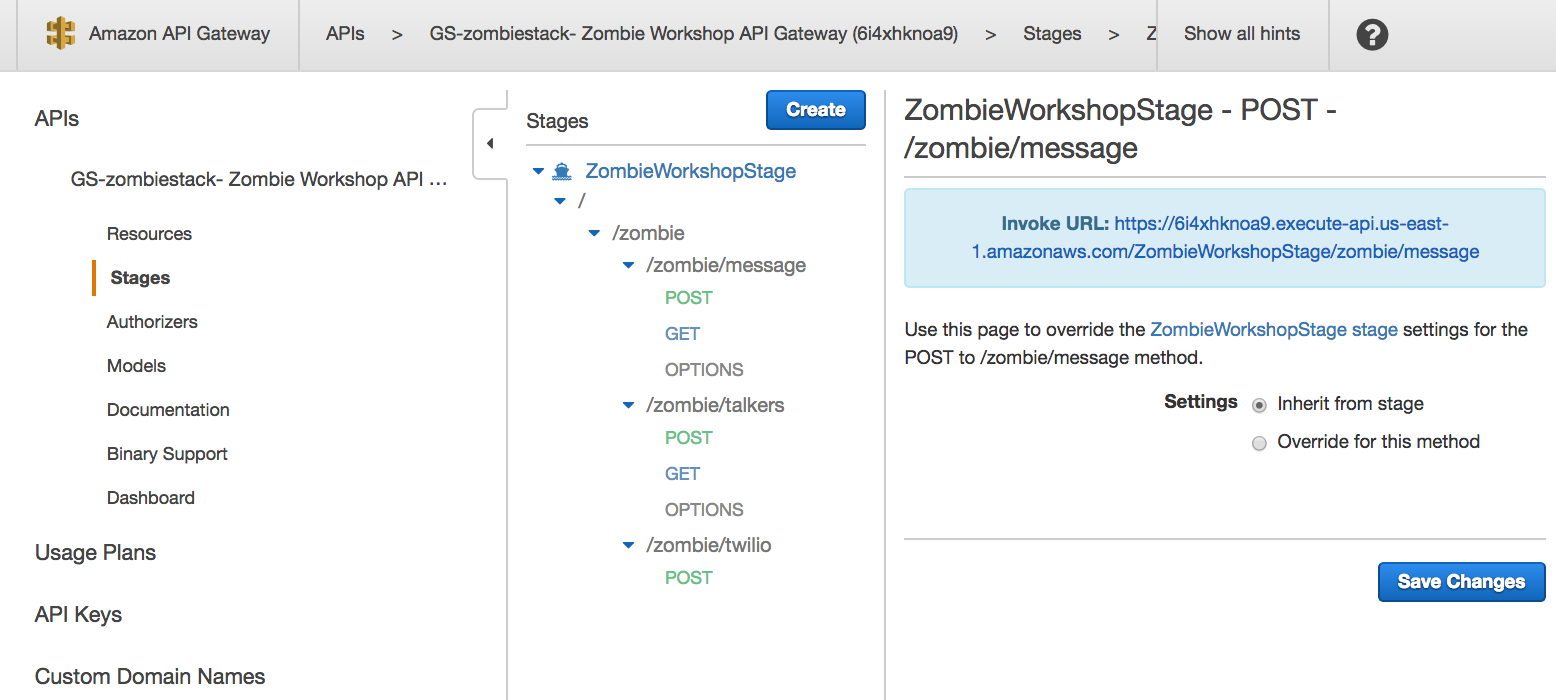 Amazon API Gateway
APIs > GS-zombiestack- Zombie Workshop API Gateway (6i4xhknoa9) > Stages > Z
Show all hints
?
APIs
GS-zombiestack- Zombie Workshop API ...
Resources
Stages
Authorizers
Models
Documentation
Binary Support
Dashboard
Usage Plans
API Keys
Custom Domain Names
Stages
Create
ZombieWorkshopStage
/
/zombie
/zombie/message
POST
GET
OPTIONS
/zombie/talkers
POST
GET
OPTIONS
/zombie/twilio
POST
ZombieWorkshopStage - POST -
/zombie/message
Invoke URL: https://6i4xhknoa9.execute-api.us-east-
1.amazonaws.com/ZombieWorkshopStage/zombie/message
Use this page to override the ZombieWorkshopStage stage settings for the
POST to /zombie/message method.
Settings Inherit from stage
Override for this method
Save Changes